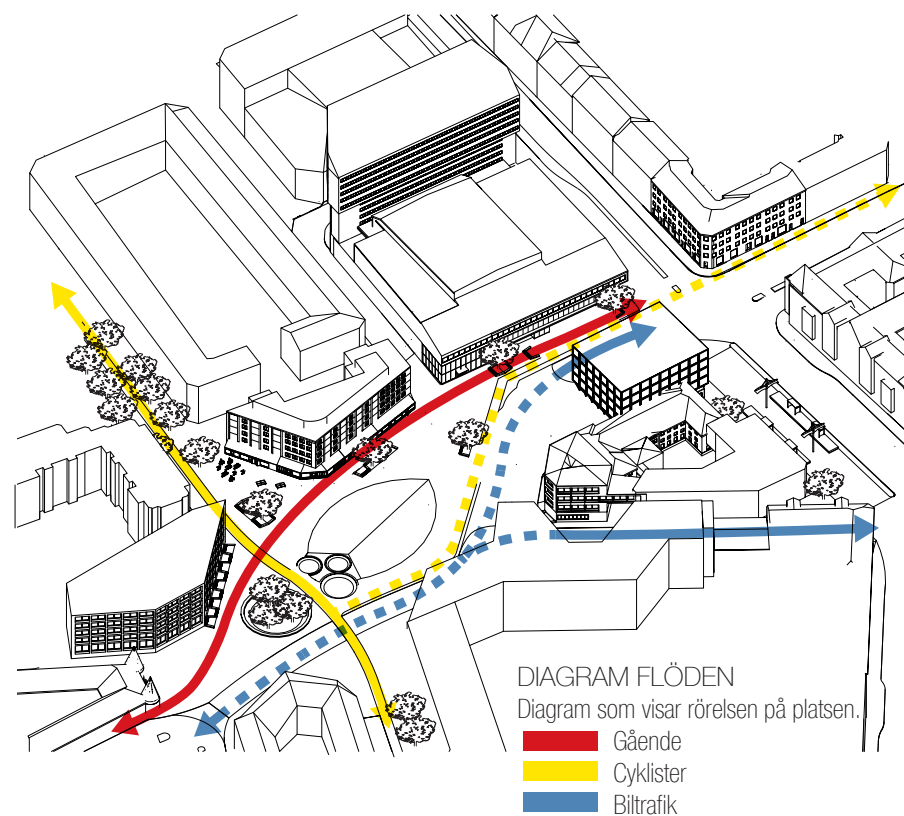 DIAGRAM FLÖDEN
Diagram som visar rörelsen på platsen.
Gående
Cyklister
Biltrafik